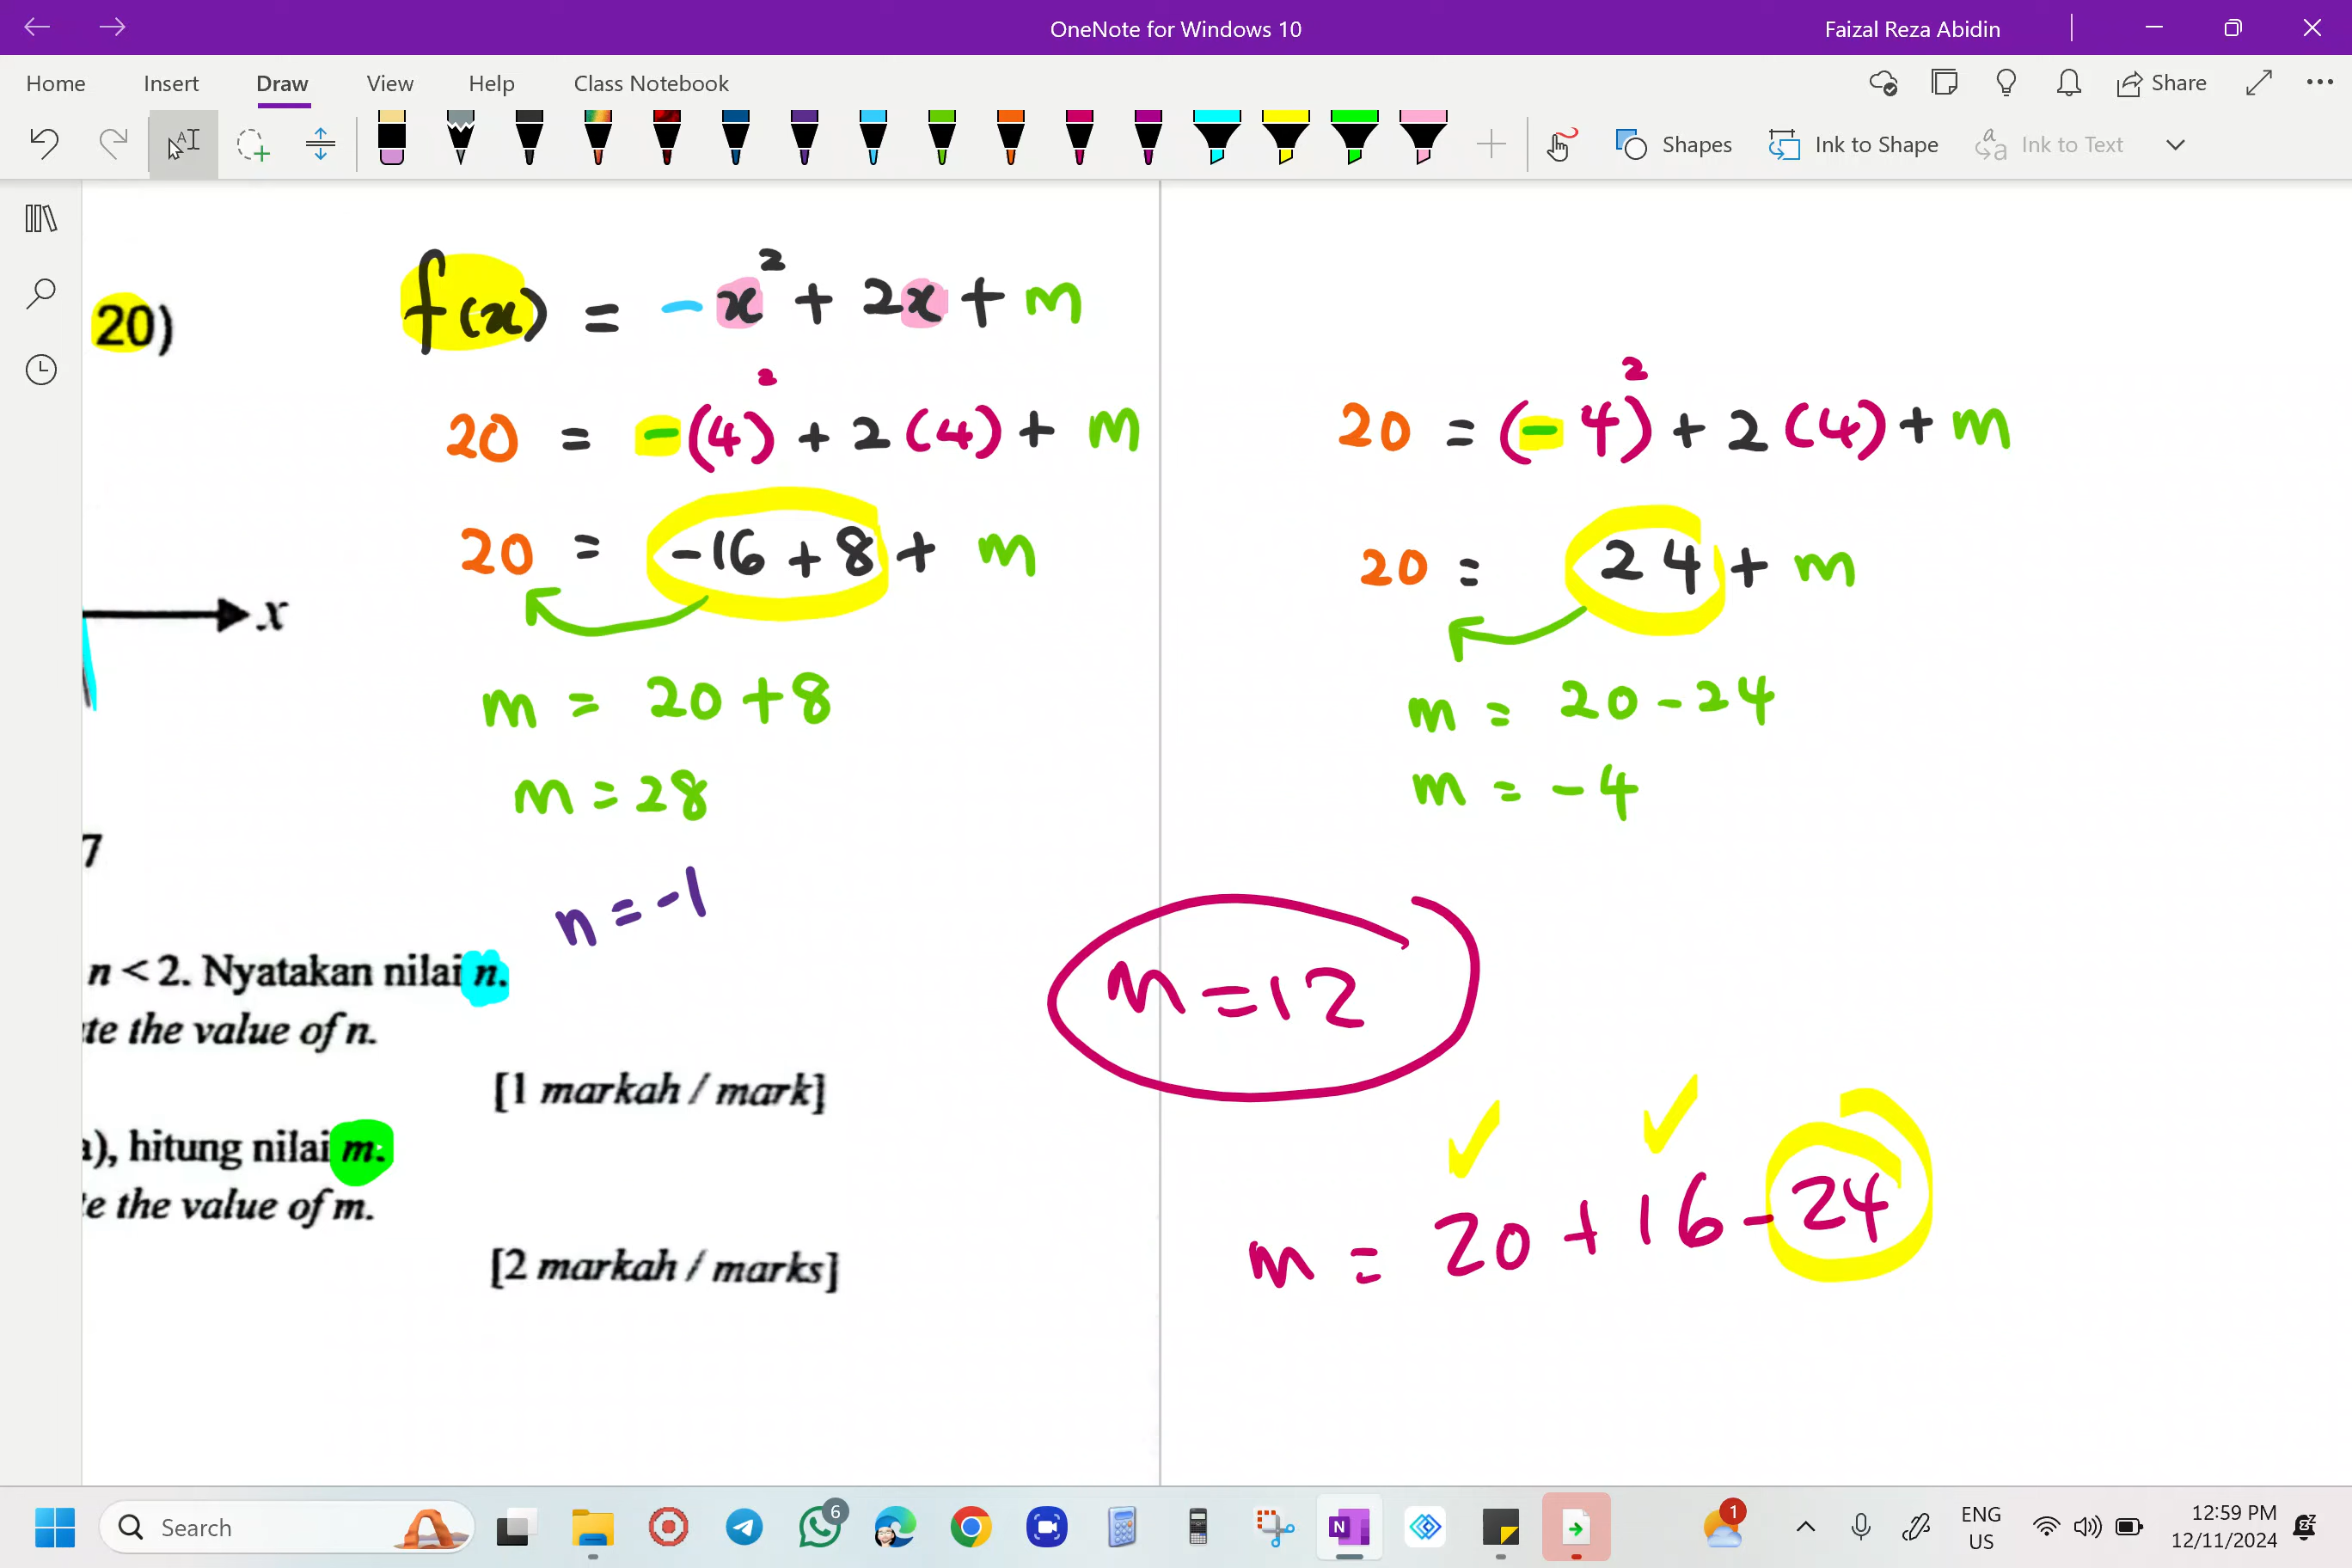 OneNote for Windows 10
Faizal Reza Abidin
Home Insert Draw View Help Class Notebook
Share
Shapes Ink to Shape Ink to Text
20)
f(x) = -x² + 2x + m
20 = -(4)² + 2(4) + m
20 = -16 + 8 + m
m = 20 + 8
m = 28
n = -1
x
7
n < 2. Nyatakan nilai n.
te the value of n.
[1 markah / mark]
a), hitung nilai m.
te the value of m.
[2 markah / marks]
20 = (-4)² + 2(4) + m
20 = 24 + m
m = 20 - 24
m = -4
m = 12
m = 20 + 16 - 24
Search
6
1
ENG
US
12:59 PM
12/11/2024